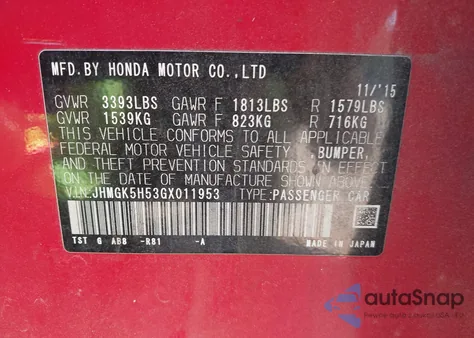 MFD.BY HONDA MOTOR CO.,LTD 11/'15
GVWR 3393LBS GAWR F 1813LBS R 1579LBS
GVWR 1539KG GAWR F 823KG R 716KG
THIS VEHICLE CONFORMS TO ALL APPLICABLE
FEDERAL MOTOR VEHICLE SAFETY, BUMPER,
AND THEFT PREVENTION STANDARDS IN EFFECT
ON THE DATE OF MANUFACTURE SHOWN ABOVE.
V.I.N.:JHMGK5H53GX011953 TYPE:PASSENGER CAR
TST G AB8 -R81 -A MADE IN JAPAN
autoSnap